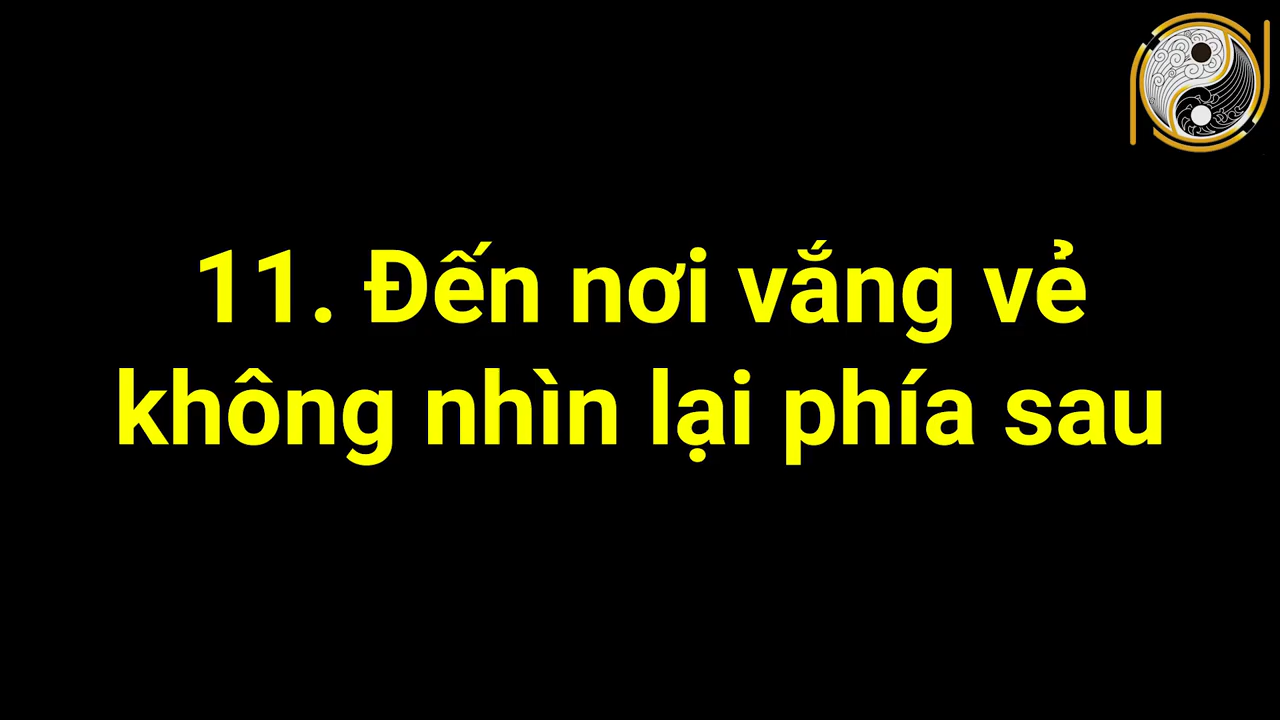 11. Đến nơi vắng vẻ
không nhìn lại phía sau